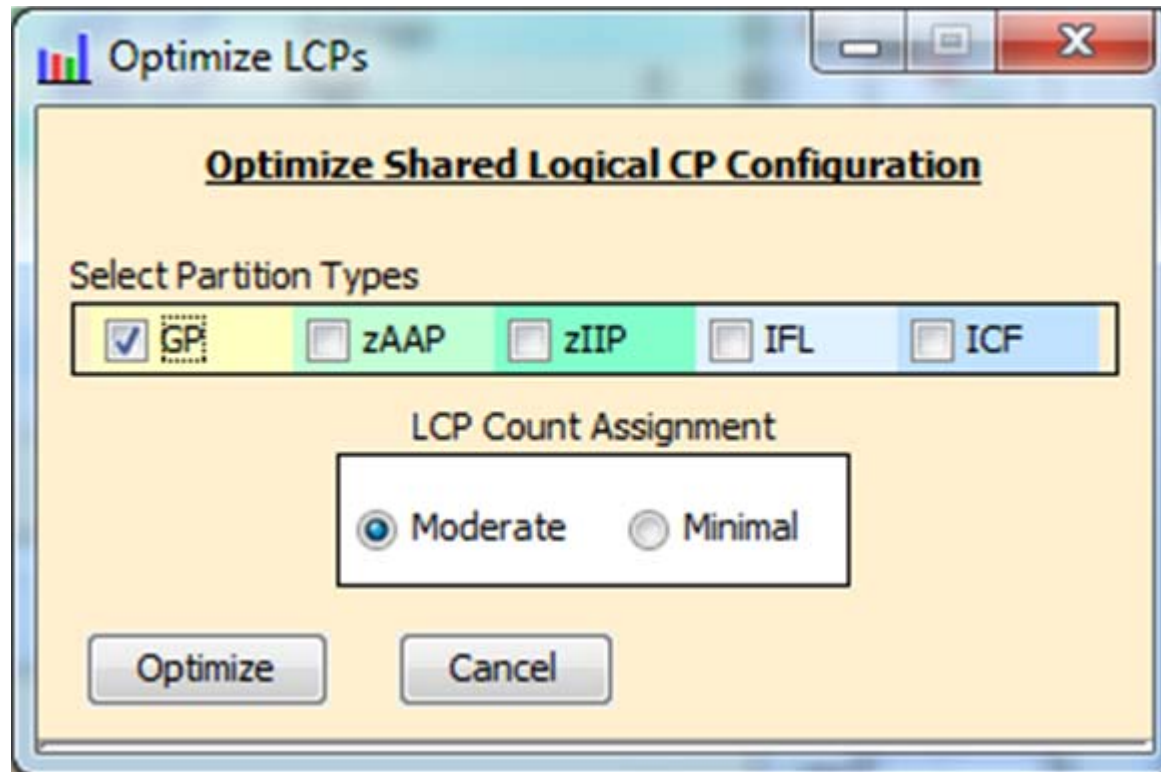 Optimize LCPs
Optimize Shared Logical CP Configuration
Select Partition Types
GP zAAP zIIP IFL ICF
LCP Count Assignment
Moderate Minimal
Optimize Cancel